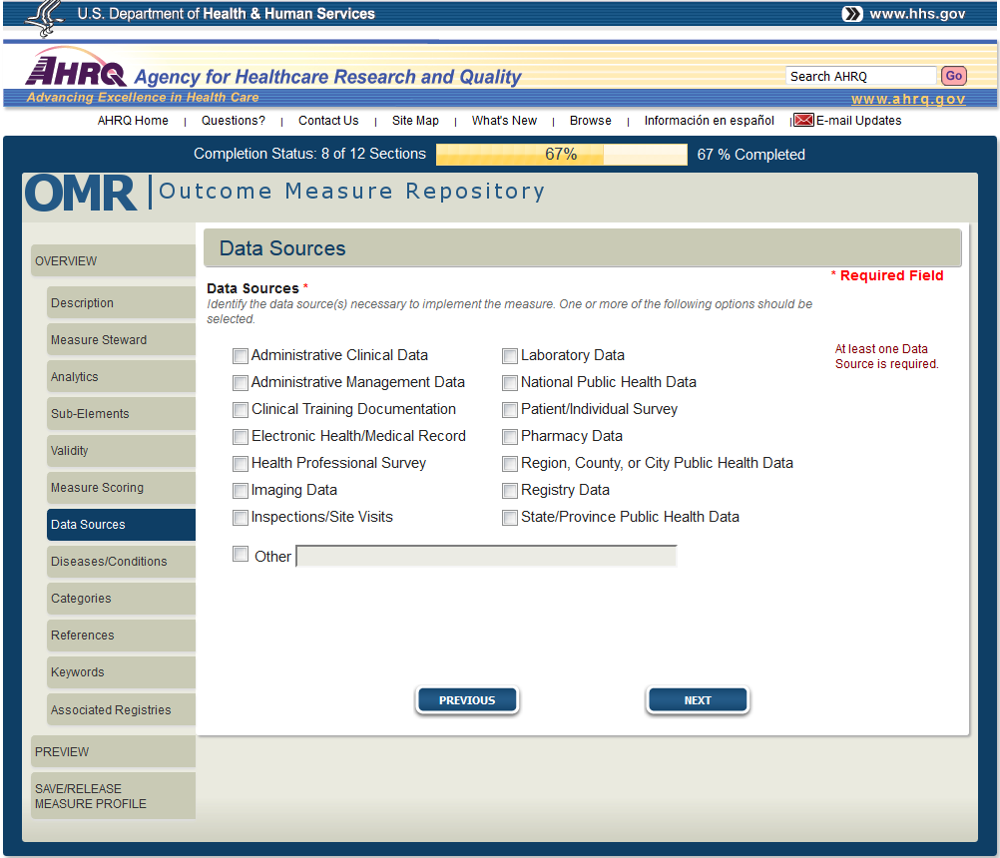 U.S. Department of Health & Human Services
www.hhs.gov
AHRQ Agency for Healthcare Research and Quality
Search AHRQ Go
Advancing Excellence in Health Care
www.ahrq.gov
AHRQ Home | Questions? | Contact Us | Site Map | What's New | Browse | Información en español | E-mail Updates
Completion Status: 8 of 12 Sections 67% 67 % Completed
OMR Outcome Measure Repository
OVERVIEW
Description
Measure Steward
Analytics
Sub-Elements
Validity
Measure Scoring
Data Sources
Diseases/Conditions
Categories
References
Keywords
Associated Registries
PREVIEW
SAVE/RELEASE
MEASURE PROFILE
Data Sources
* Required Field
Data Sources *
Identify the data source(s) necessary to implement the measure. One or more of the following options should be
selected.
Administrative Clinical Data
Administrative Management Data
Clinical Training Documentation
Electronic Health/Medical Record
Health Professional Survey
Imaging Data
Inspections/Site Visits
Laboratory Data
National Public Health Data
Patient/Individual Survey
Pharmacy Data
Region, County, or City Public Health Data
Registry Data
State/Province Public Health Data
Other
At least one Data
Source is required.
PREVIOUS
NEXT